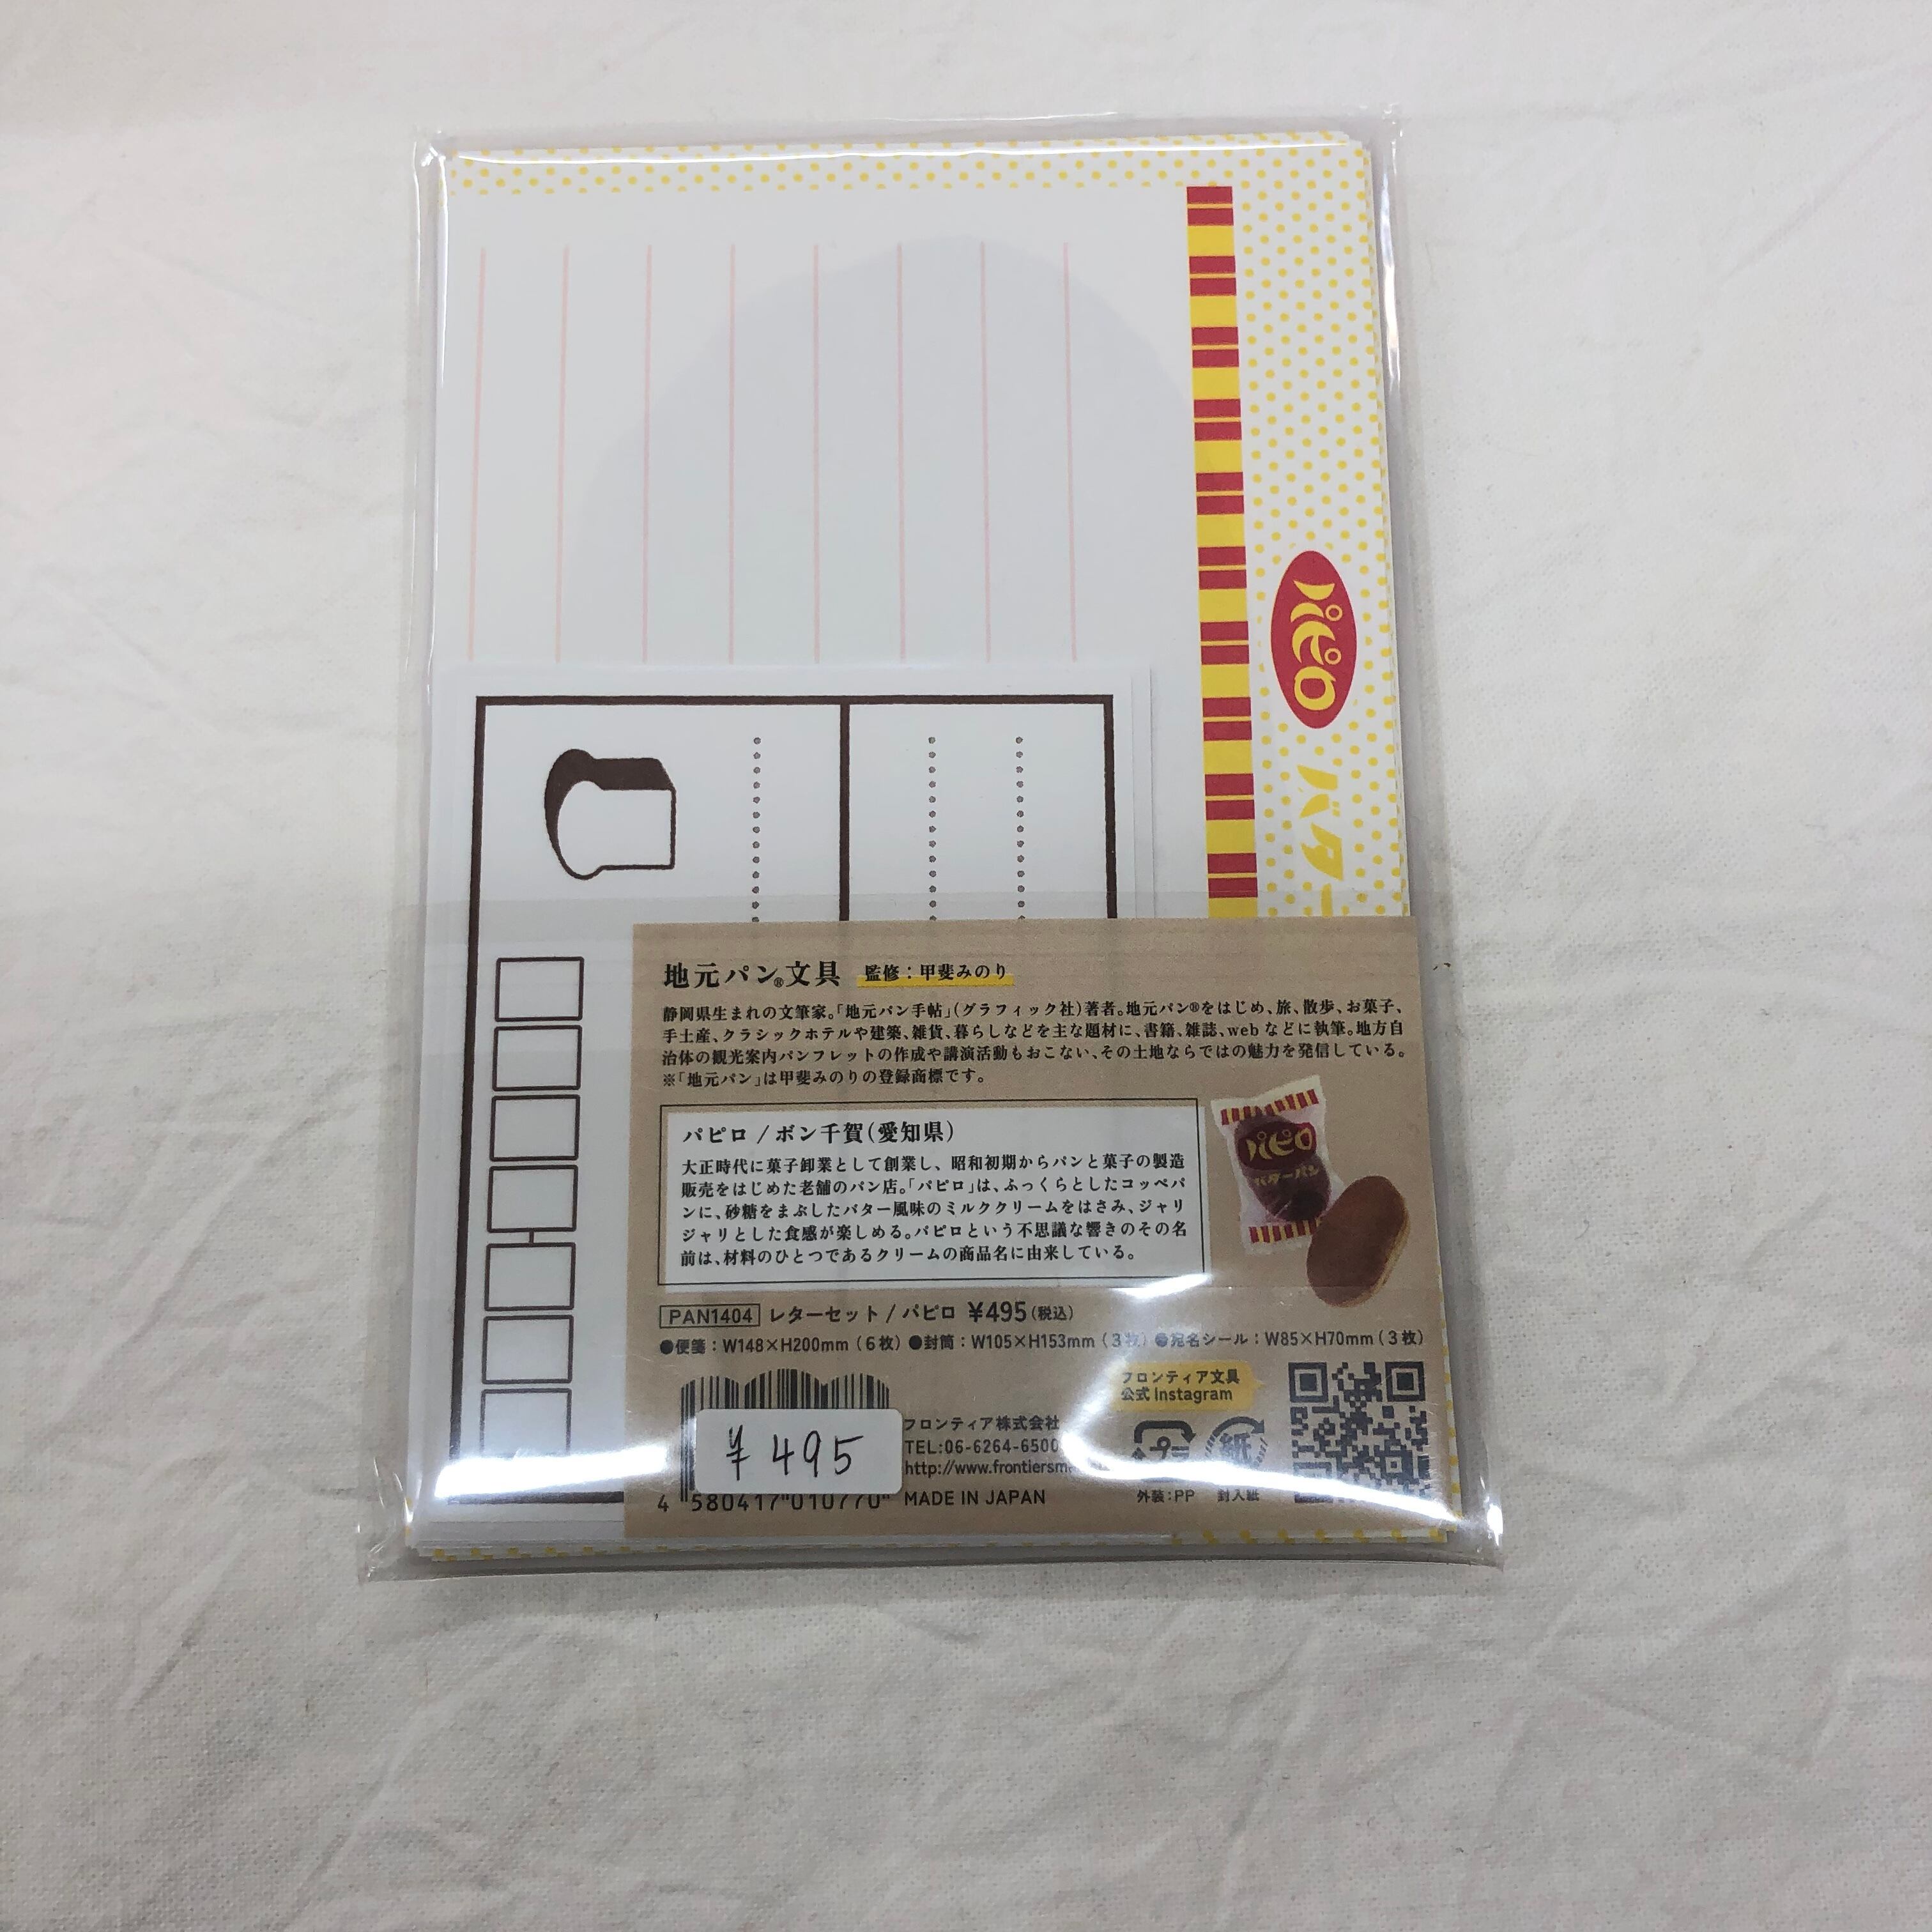 パピロ
バター
地元パン®文具 監修：甲斐みのり
静岡県生まれの文筆家。「地元パン手帖」(グラフィック社)著者。地元パン®をはじめ、旅、散歩、お菓子、
手土産、クラシックホテルや建築、雑貨、暮らしなどを主な題材に、書籍、雑誌、webなどに執筆。地方自
治体の観光案内パンフレットの作成や講演活動もおこない、その土地ならではの魅力を発信している。
※「地元パン」は甲斐みのりの登録商標です。
パピロ / ボン千賀(愛知県)
大正時代に菓子卸業として創業し、昭和初期からパンと菓子の製造
販売をはじめた老舗のパン店。「パピロ」は、ふっくらとしたコッペパ
ンに、砂糖をまぶしたバター風味のミルククリームをはさみ、ジャリ
ジャリとした食感が楽しめる。パピロという不思議な響きのその名
前は、材料のひとつであるクリームの商品名に由来している。
パピロ
バターパン
PAN1404 レターセット / パピロ ¥495(税込)
●便箋：W148×H200mm（6枚）●封筒：W105×H153mm（3枚）●宛名シール：W85×H70mm（3枚）
フロンティア文具
公式Instagram
¥495
フロンティア株式会社
TEL:06-6264-6500
http://www.frontiersm
4 580417 010770 MADE IN JAPAN
プラ
外装：PP
紙
封入紙